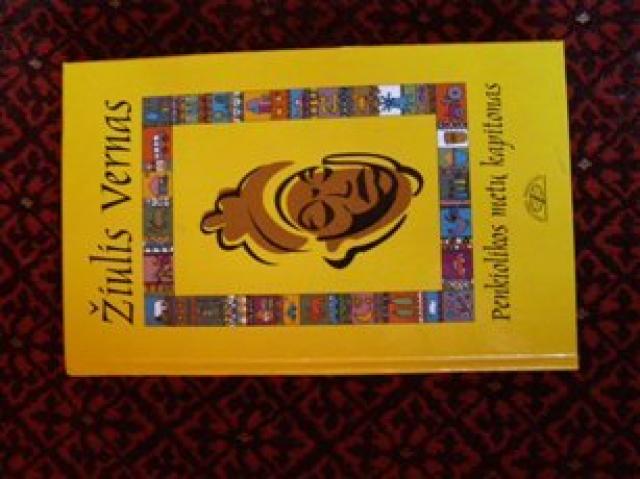 Žiulis Vernas
Penkiolikos metų kapitonas